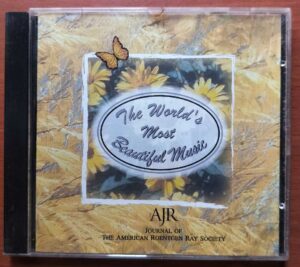 The World's
Most
Beautiful Music
AJR
JOURNAL OF
THE AMERICAN ROENTGEN RAY SOCIETY